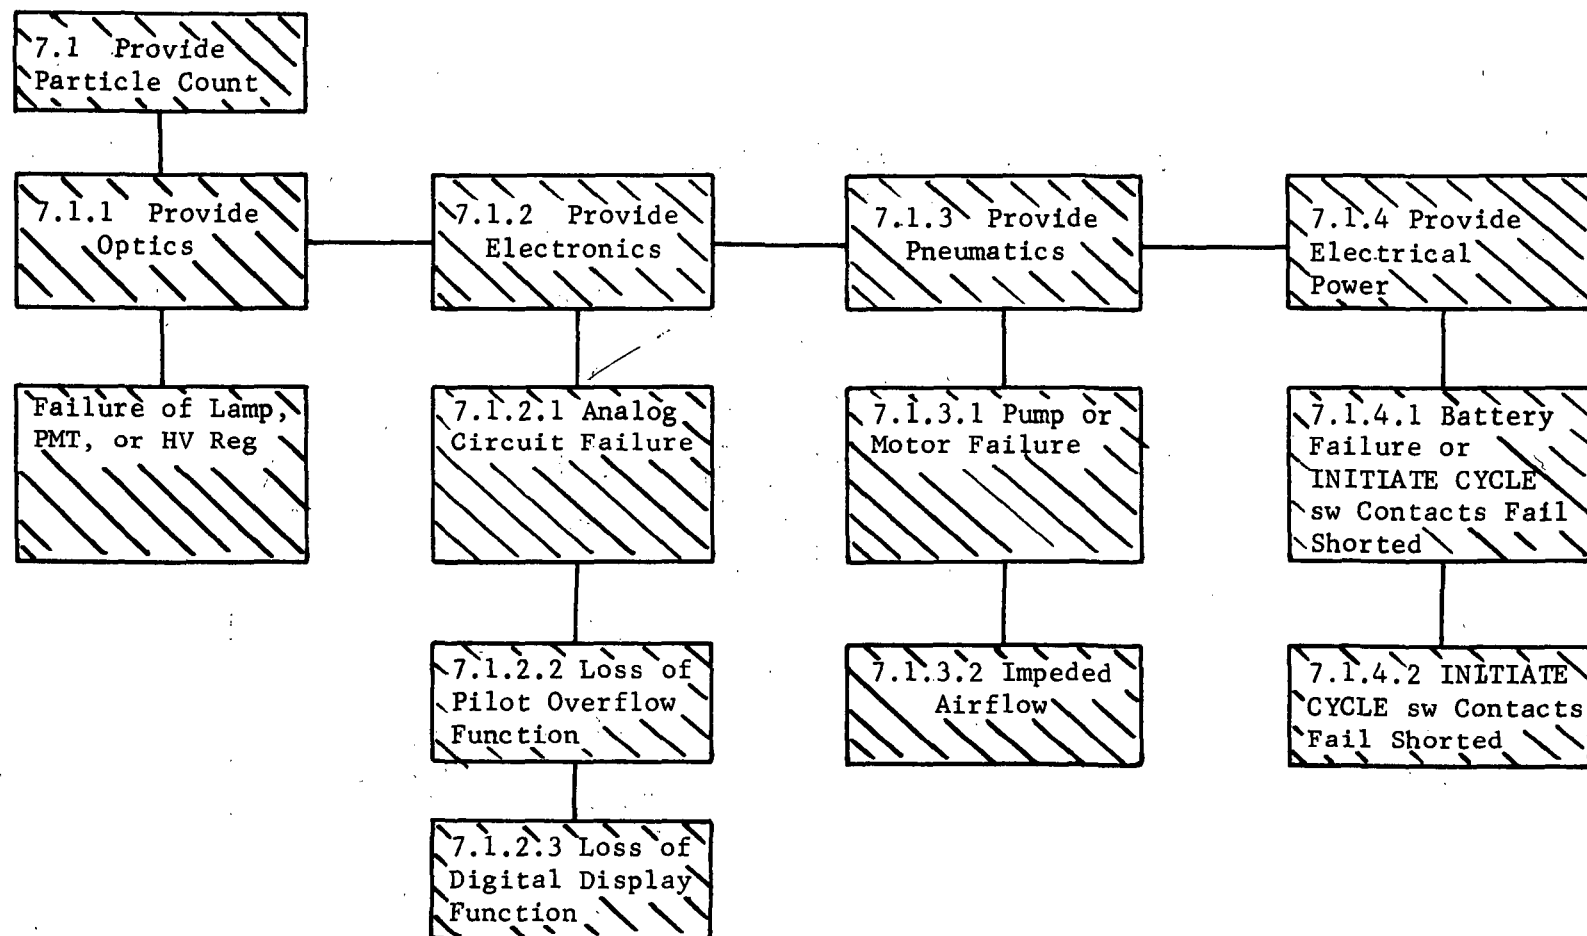 7.1 Provide
Particle Count
7.1.1 Provide
Optics
7.1.2 Provide
Electronics
7.1.3 Provide
Pneumatics
7.1.4 Provide
Electrical
Power
Failure of Lamp,
PMT, or HV Reg
7.1.2.1 Analog
Circuit Failure
7.1.3.1 Pump or
Motor Failure
7.1.4.1 Battery
Failure or
INITIATE CYCLE
sw Contacts Fail
Shorted
7.1.2.2 Loss of
Pilot Overflow
Function
7.1.3.2 Impeded
Airflow
7.1.4.2 INITIATE
CYCLE sw Contacts
Fail Shorted
7.1.2.3 Loss of
Digital Display
Function